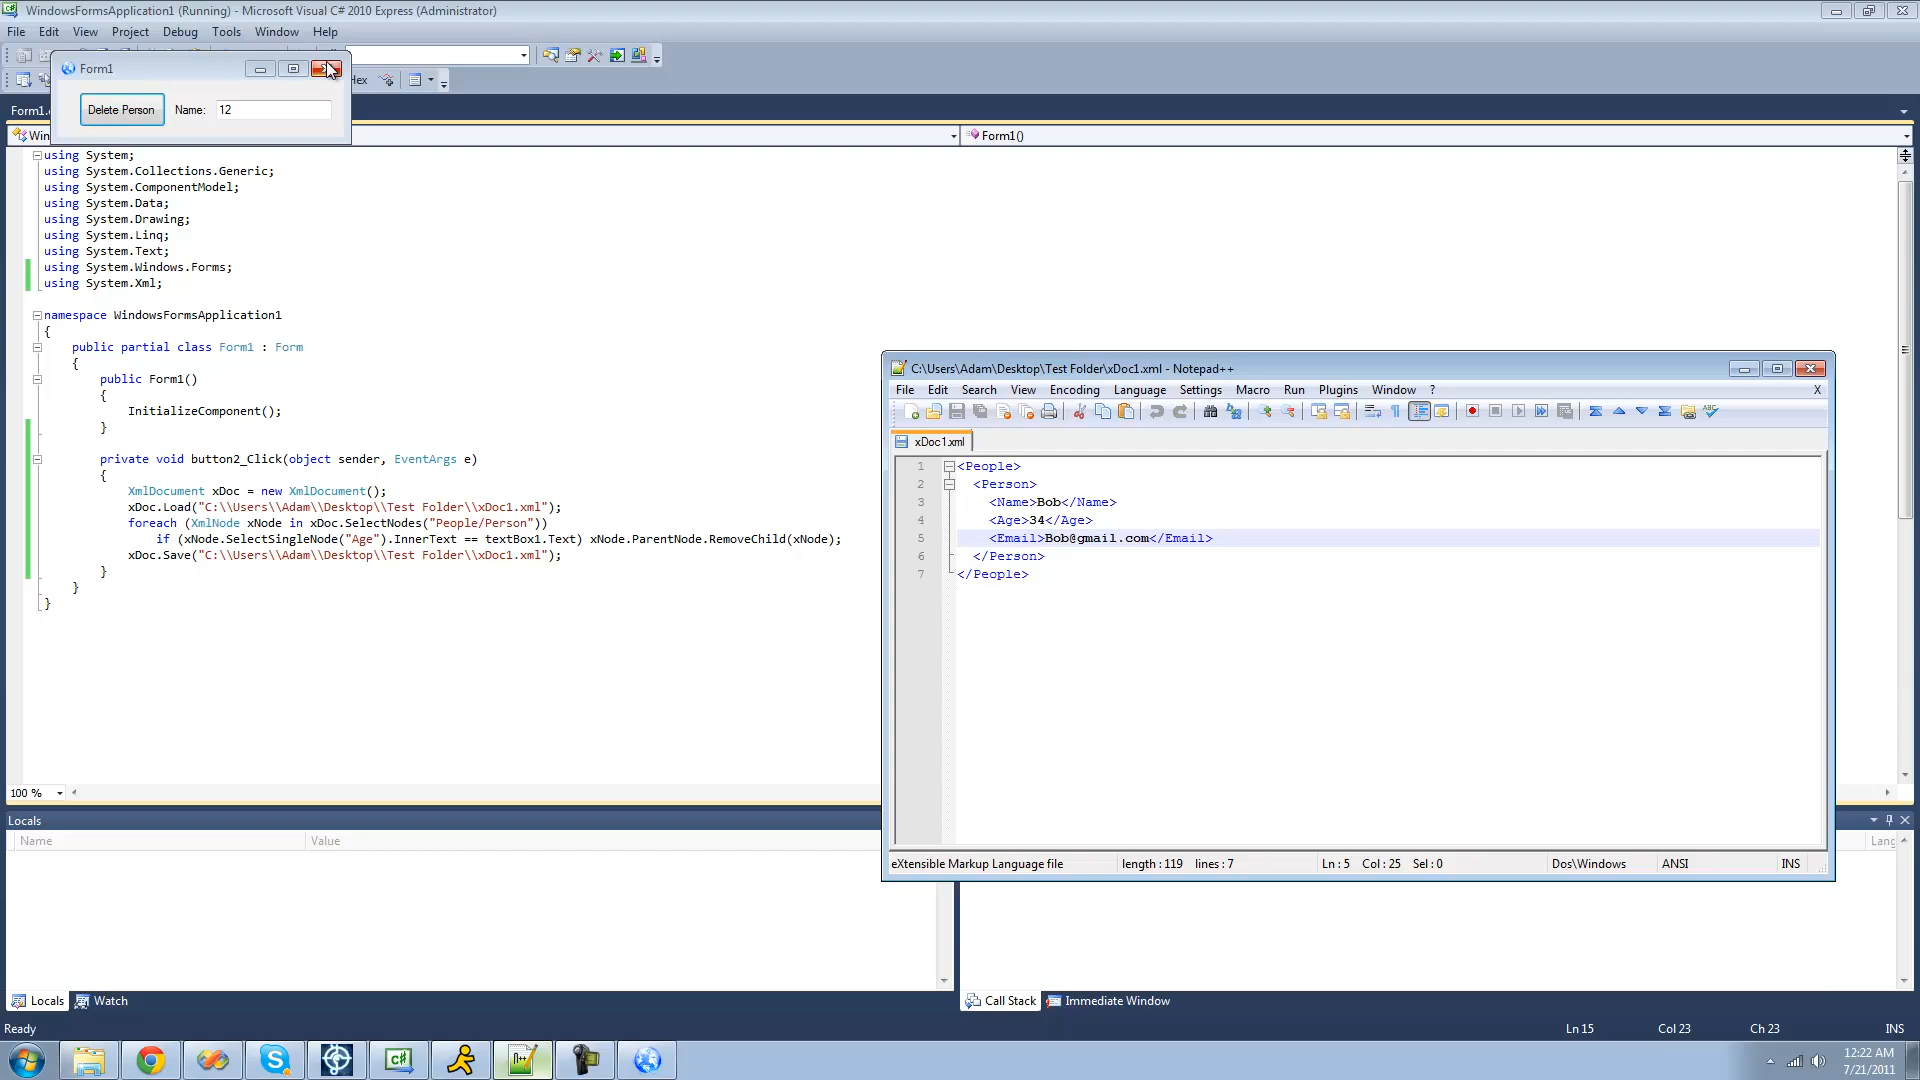 WindowsFormsApplication1 (Running) - Microsoft Visual C# 2010 Express (Administrator)
File Edit View Project Debug Tools Window Help
Form1
Hex
Delete Person Name: 12
Form1.
Win
Form1()
using System;
using System.Collections.Generic;
using System.ComponentModel;
using System.Data;
using System.Drawing;
using System.Linq;
using System.Text;
using System.Windows.Forms;
using System.Xml;
namespace WindowsFormsApplication1
{
public partial class Form1 : Form
{
public Form1()
{
InitializeComponent();
}
private void button2_Click(object sender, EventArgs e)
{
XmlDocument xDoc = new XmlDocument();
xDoc.Load("C:\\Users\\Adam\\Desktop\\Test Folder\\xDoc1.xml");
foreach (XmlNode xNode in xDoc.SelectNodes("People/Person"))
if (xNode.SelectSingleNode("Age").InnerText == textBox1.Text) xNode.ParentNode.RemoveChild(xNode);
xDoc.Save("C:\\Users\\Adam\\Desktop\\Test Folder\\xDoc1.xml");
}
}
}
100 %
C:\Users\Adam\Desktop\Test Folder\xDoc1.xml - Notepad++
File Edit Search View Encoding Language Settings Macro Run Plugins Window ? X
xDoc1.xml
1 <People>
2 <Person>
3 <Name>Bob</Name>
4 <Age>34</Age>
5 <Email>Bob@gmail.com</Email>
6 </Person>
7 </People>
eXtensible Markup Language file length : 119 lines : 7 Ln : 5 Col : 25 Sel : 0 Dos\Windows ANSI INS
Locals
Name Value
Lang
Locals Watch
Call Stack Immediate Window
Ready Ln 15 Col 23 Ch 23 INS
12:22 AM
7/21/2011